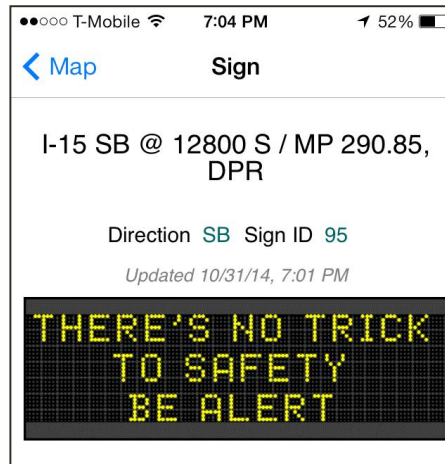 T-Mobile 7:04 PM 52%
Map Sign
I-15 SB @ 12800 S / MP 290.85,
DPR
Direction SB Sign ID 95
Updated 10/31/14, 7:01 PM
THERE'S NO TRICK
TO SAFETY
BE ALERT